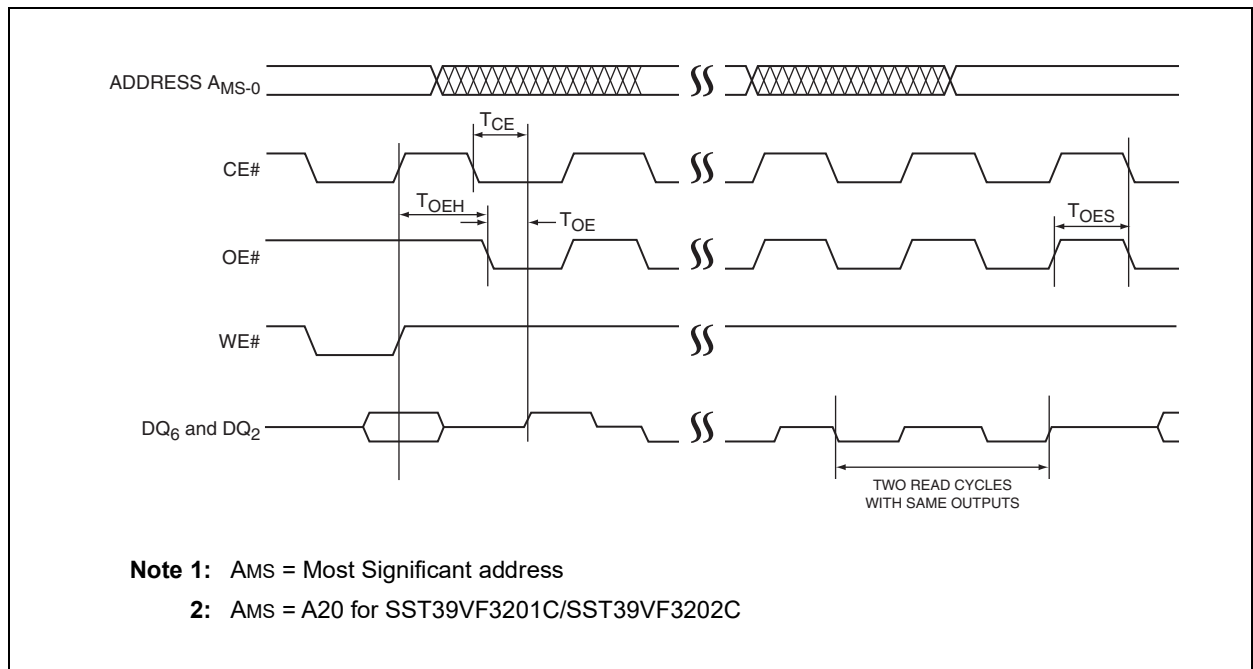 ADDRESS AMS-0
TCE
CE#
TOEH
TOE
TOES
OE#
WE#
DQ6 and DQ2
TWO READ CYCLES
WITH SAME OUTPUTS
Note 1: AMS = Most Significant address
2: AMS = A20 for SST39VF3201C/SST39VF3202C